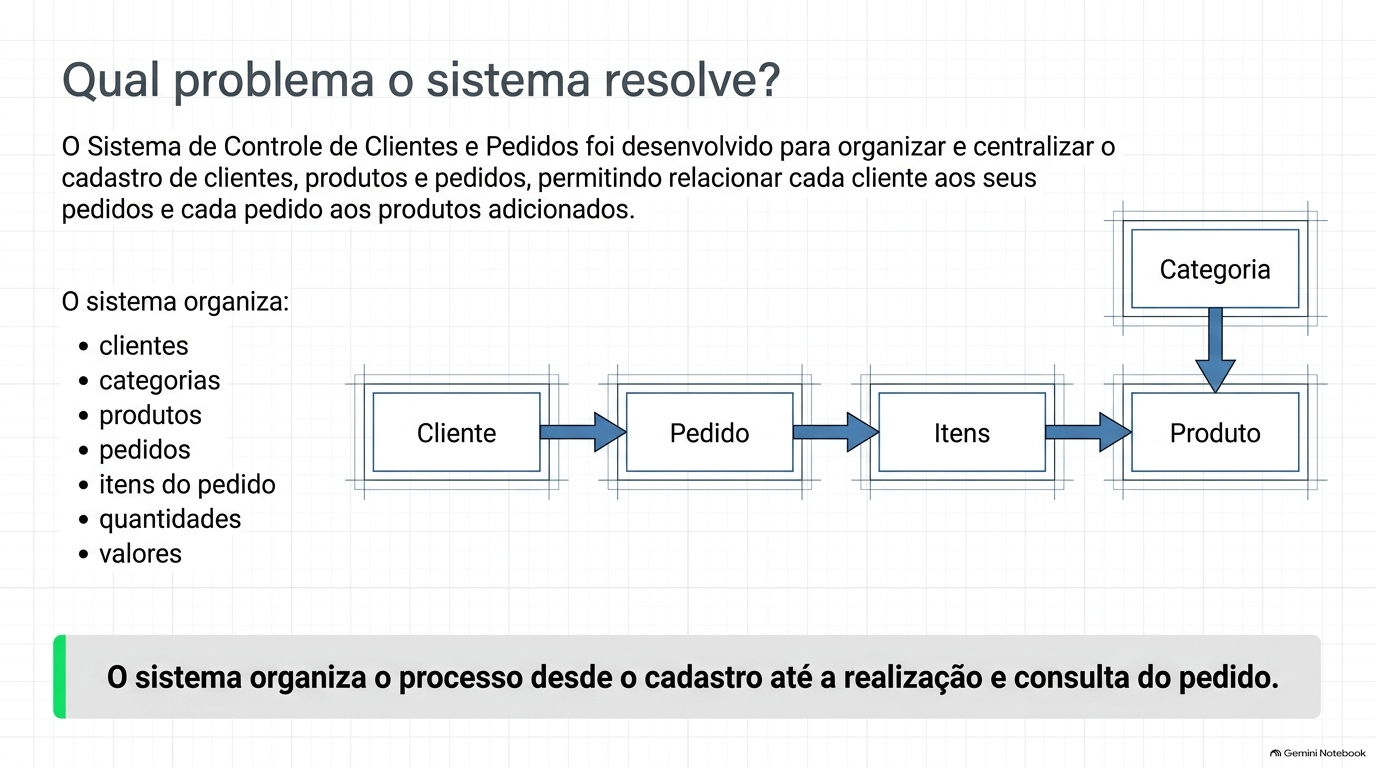 Qual problema o sistema resolve?
O Sistema de Controle de Clientes e Pedidos foi desenvolvido para organizar e centralizar o
cadastro de clientes, produtos e pedidos, permitindo relacionar cada cliente aos seus
pedidos e cada pedido aos produtos adicionados.
O sistema organiza:
• clientes
• categorias
• produtos
• pedidos
• itens do pedido
• quantidades
• valores
Categoria
Cliente
Pedido
Itens
Produto
O sistema organiza o processo desde o cadastro até a realização e consulta do pedido.
Gemini Notebook